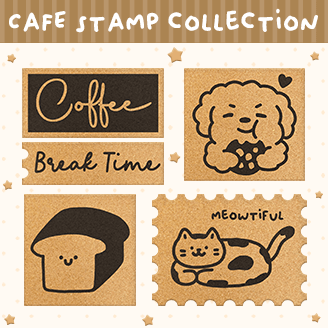 CAFE STAMP COLLECTION
Coffee
Break Time
MEOWTIFUL